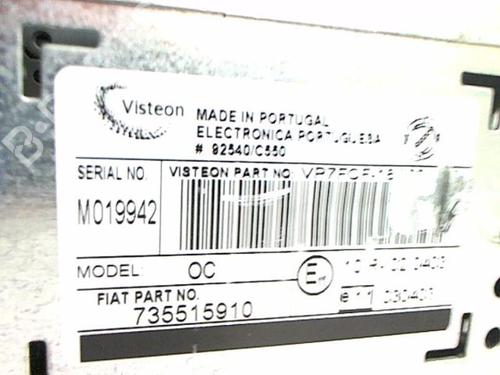 Visteon
MADE IN PORTUGAL
ELECTRONICA PORTUGUESA
# 92540/C550
SERIAL NO.
VISTEON PART NO.
M019942
MODEL: OC
FIAT PART NO.
735515910